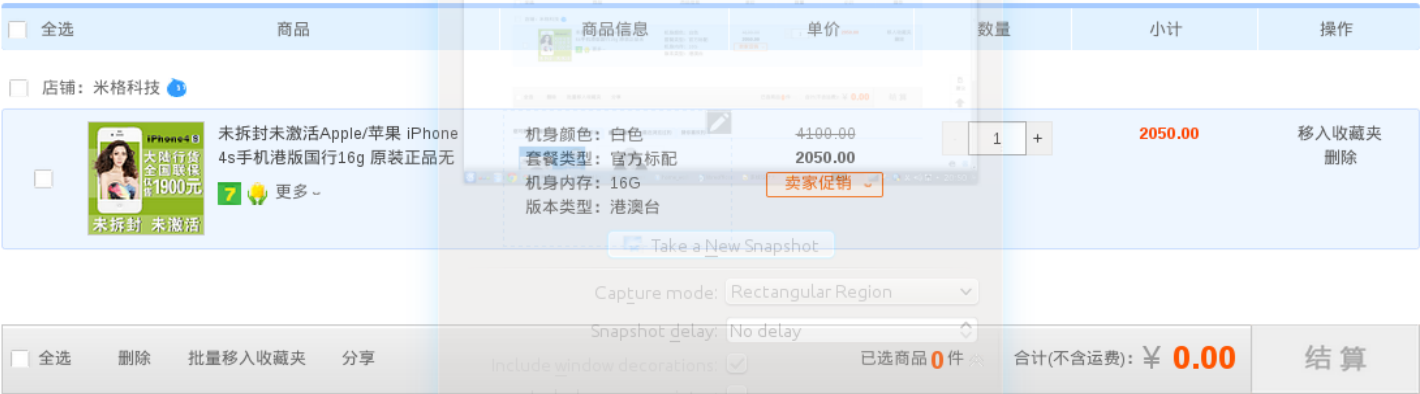 全选 商品 商品信息 单价 数量 小计 操作
店铺：米格科技
iPhone4S
大陆行货
全国联保
仅1900元
货
未拆封 未激活
未拆封未激活Apple/苹果 iPhone
4s手机港版国行16g 原装正品无
7 更多
机身颜色：白色
套餐类型：官方标配
机身内存：16G
版本类型：港澳台
4100.00
2050.00
卖家促销
- 1 +
2050.00
移入收藏夹
删除
Take a New Snapshot
Capture mode: Rectangular Region
Snapshot delay: No delay
Include window decorations:
全选 删除 批量移入收藏夹 分享 已选商品0件 合计(不含运费)：¥ 0.00 结算